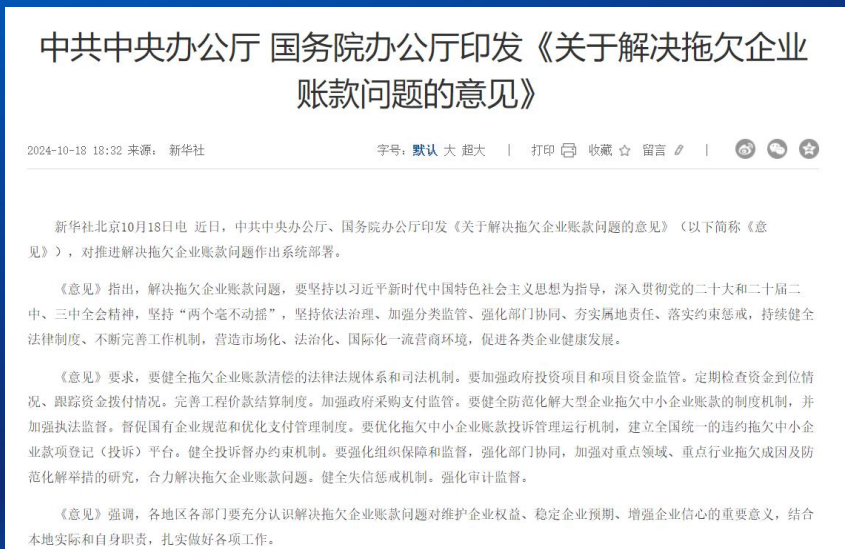 中共中央办公厅 国务院办公厅印发《关于解决拖欠企业
账款问题的意见》
2024-10-18 18:32 来源： 新华社 字号：默认 大 超大 | 打印 收藏 留言 |
新华社北京10月18日电 近日，中共中央办公厅、国务院办公厅印发《关于解决拖欠企业账款问题的意见》（以下简称《意
见》），对推进解决拖欠企业账款问题作出系统部署。
《意见》指出，解决拖欠企业账款问题，要坚持以习近平新时代中国特色社会主义思想为指导，深入贯彻党的二十大和二十届二
中、三中全会精神，坚持“两个毫不动摇”，坚持依法治理、加强分类监管、强化部门协同、夯实属地责任、落实约束惩戒，持续健全
法律制度、不断完善工作机制，营造市场化、法治化、国际化一流营商环境，促进各类企业健康发展。
《意见》要求，要健全拖欠企业账款清偿的法律法规体系和司法机制。要加强政府投资项目和项目资金监管。定期检查资金到位情
况、跟踪资金拨付情况。完善工程价款结算制度。加强政府采购支付监管。要健全防范化解大型企业拖欠中小企业账款的制度机制，并
加强执法监督。督促国有企业规范和优化支付管理制度。要优化拖欠中小企业账款投诉管理运行机制，建立全国统一的违约拖欠中小企
业款项登记（投诉）平台。健全投诉督办约束机制。要强化组织保障和监督，强化部门协同，加强对重点领域、重点行业拖欠成因及防
范化解举措的研究，合力解决拖欠企业账款问题。健全失信惩戒机制。强化审计监督。
《意见》强调，各地区各部门要充分认识解决拖欠企业账款问题对维护企业权益、稳定企业预期、增强企业信心的重要意义，结合
本地实际和自身职责，扎实做好各项工作。